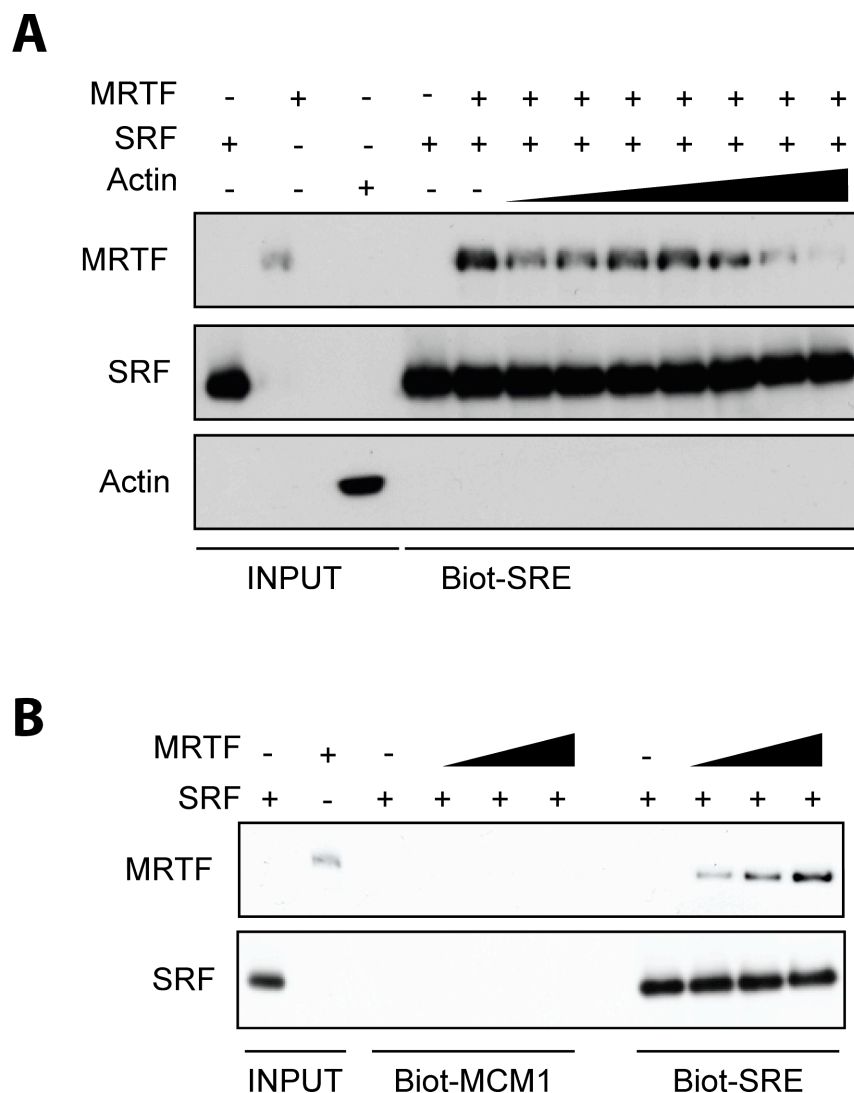 A
MRTF - + - - + + + + + + + +
SRF + - - + + + + + + + + +
Actin - - + - -
MRTF
SRF
Actin
INPUT Biot-SRE
B
MRTF - + - -
SRF + - + + + + + + + +
MRTF
SRF
INPUT Biot-MCM1 Biot-SRE